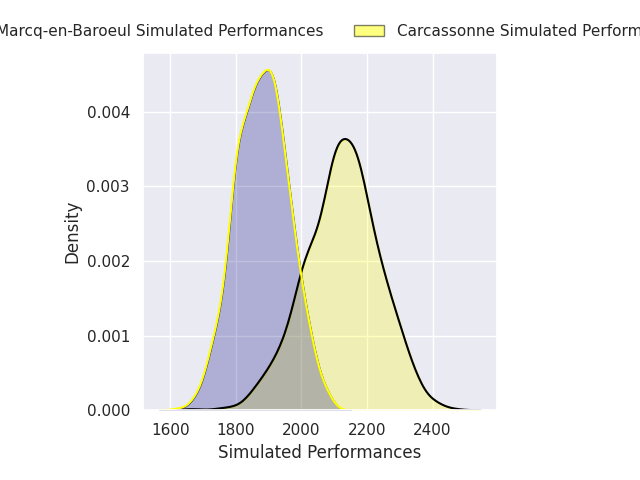 Marcq-en-Baroeul Simulated Performances Carcassonne Simulated Perform
0.004
0.003
0.002
0.001
0.000
Density
1600 1800 2000 2200 2400
Simulated Performances